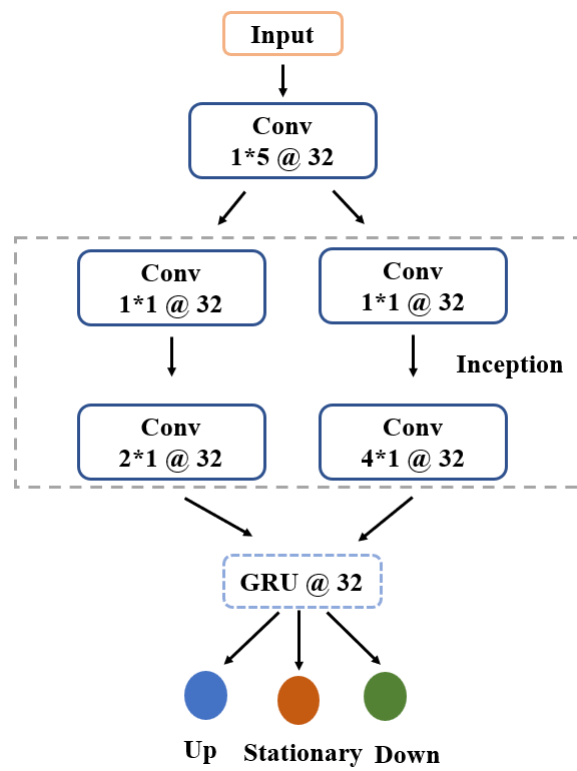 Input
Conv
1*5 @ 32
Conv
1*1 @ 32
Conv
1*1 @ 32
Inception
Conv
2*1 @ 32
Conv
4*1 @ 32
GRU @ 32
Up
Stationary
Down